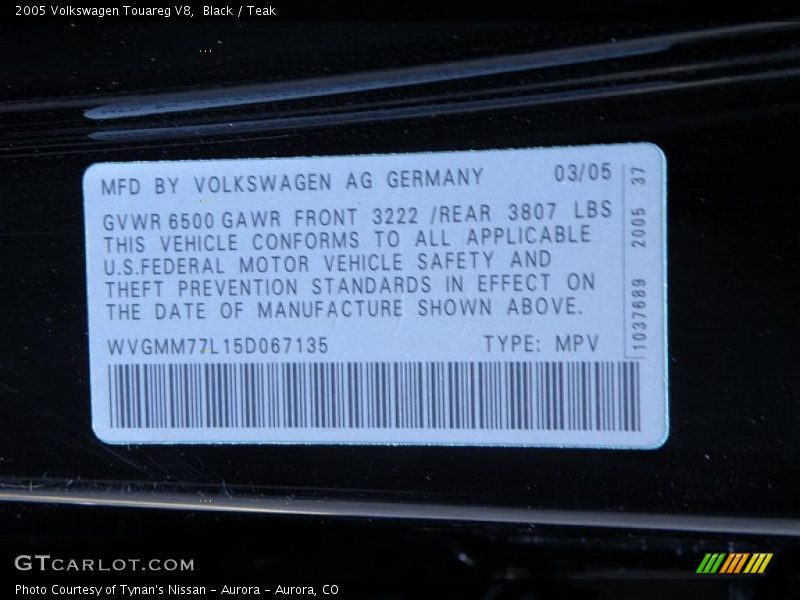 2005 Volkswagen Touareg V8, Black / Teak
MFD BY VOLKSWAGEN AG GERMANY 03/05
GVWR 6500 GAWR FRONT 3222 /REAR 3807 LBS
THIS VEHICLE CONFORMS TO ALL APPLICABLE
U.S.FEDERAL MOTOR VEHICLE SAFETY AND
THEFT PREVENTION STANDARDS IN EFFECT ON
THE DATE OF MANUFACTURE SHOWN ABOVE.
WVGMM77L15D067135 TYPE: MPV
1037689 2005 37
GTCARLOT.COM
Photo Courtesy of Tynan's Nissan - Aurora - Aurora, CO